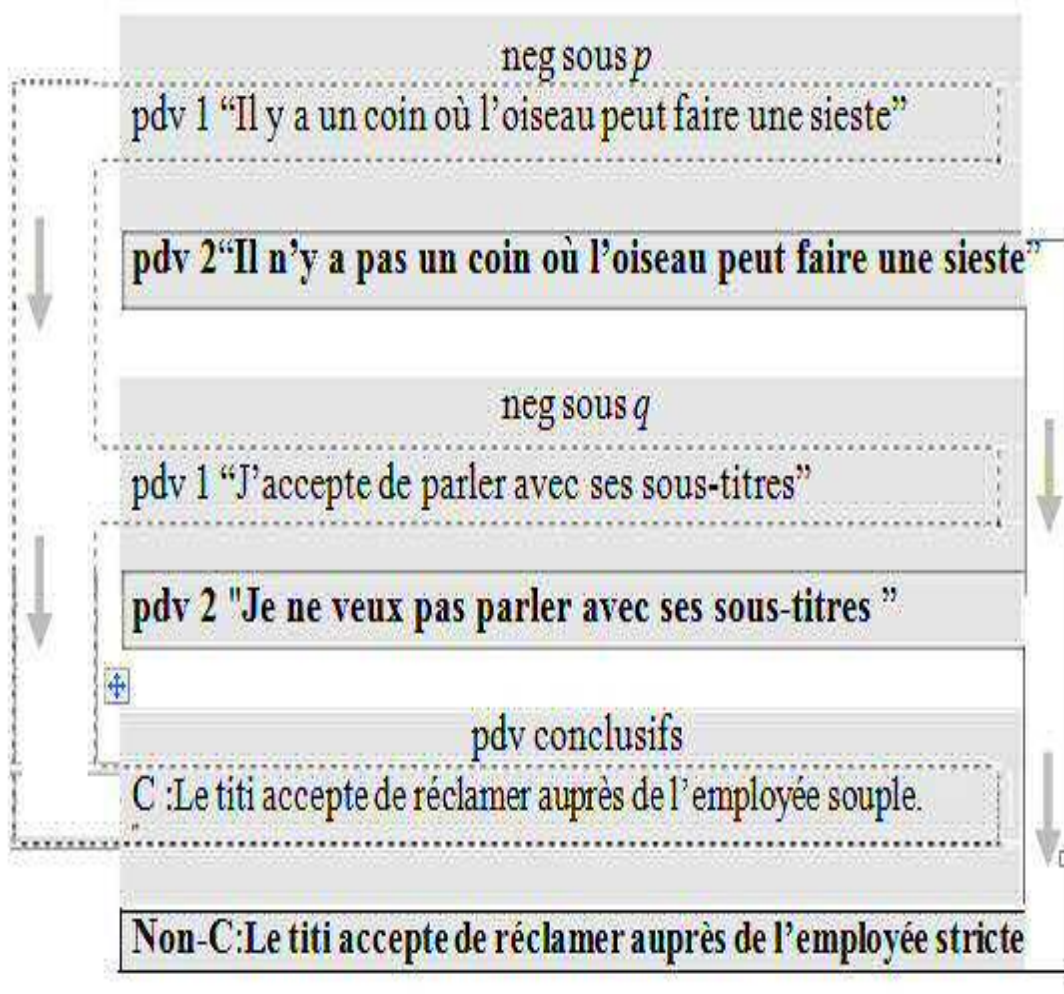 neg sous p
pdv 1 “Il y a un coin où l’oiseau peut faire une sieste”
pdv 2“Il n’y a pas un coin où l’oiseau peut faire une sieste”
neg sous q
pdv 1 “J’accepte de parler avec ses sous-titres”
pdv 2 "Je ne veux pas parler avec ses sous-titres ”
pdv conclusifs
C :Le titi accepte de réclamer auprès de l’employée souple.
"
Non-C:Le titi accepte de réclamer auprès de l’employée stricte